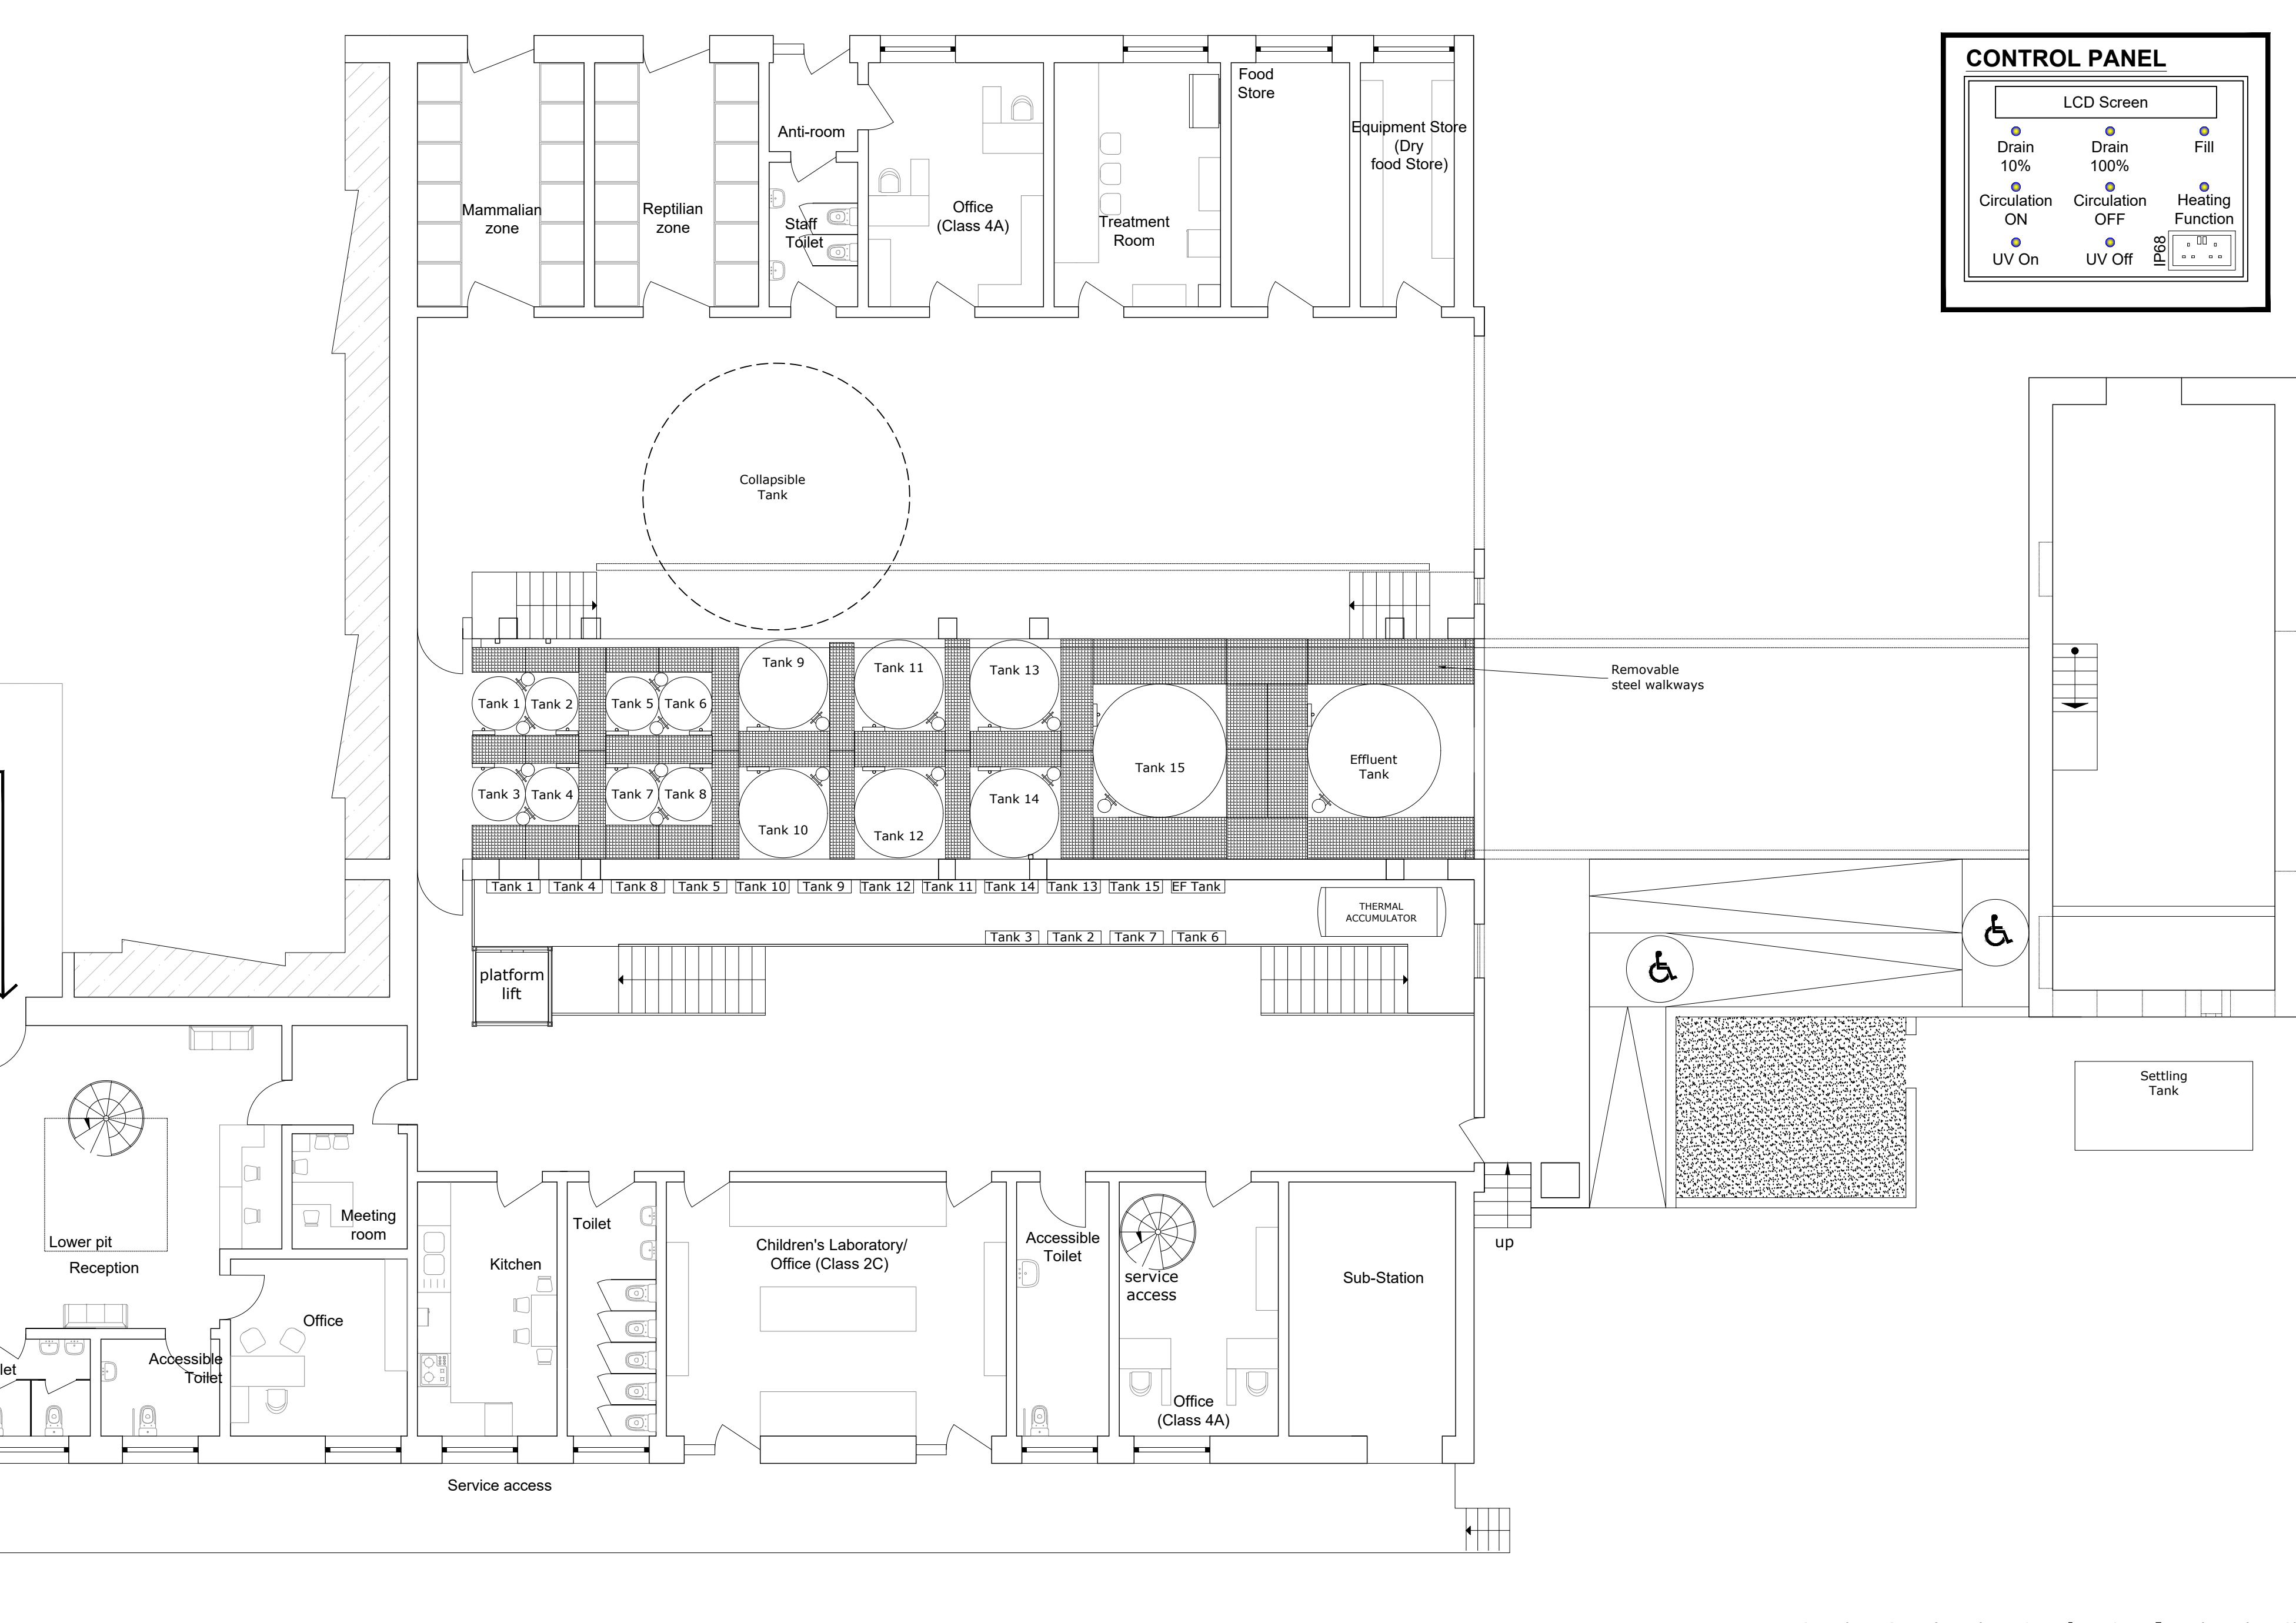 CONTROL PANEL
LCD Screen
Drain
10%
Drain
100%
Fill
Circulation
ON
Circulation
OFF
Heating
Function
UV On
UV Off
IP68
Mammalian
zone
Reptilian
zone
Anti-room
Staff
Toilet
Office
(Class 4A)
Treatment
Room
Food
Store
Equipment Store
(Dry
food Store)
Collapsible
Tank
Removable
steel walkways
Tank 1
Tank 2
Tank 5
Tank 6
Tank 9
Tank 11
Tank 13
Tank 3
Tank 4
Tank 7
Tank 8
Tank 10
Tank 12
Tank 14
Tank 15
Effluent
Tank
Tank 1
Tank 4
Tank 8
Tank 5
Tank 10
Tank 9
Tank 12
Tank 11
Tank 14
Tank 13
Tank 15
EF Tank
Tank 3
Tank 2
Tank 7
Tank 6
THERMAL
ACCUMULATOR
platform
lift
Settling
Tank
Lower pit
Reception
Meeting
room
Office
Accessible
Toilet
let
Kitchen
Toilet
Children's Laboratory/
Office (Class 2C)
Accessible
Toilet
service
access
Office
(Class 4A)
Sub-Station
up
Service access